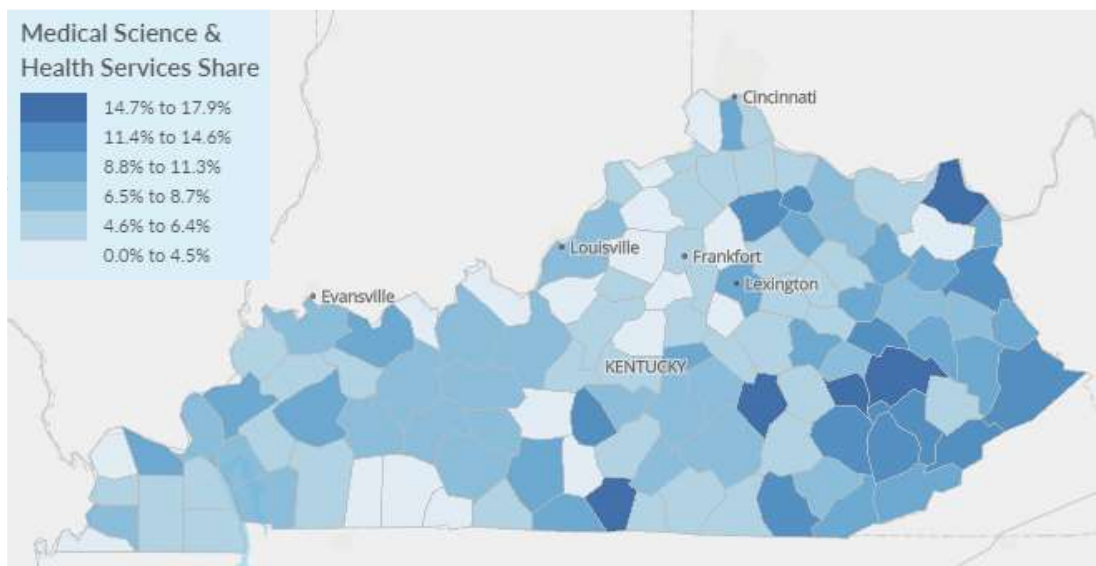 Medical Science &
Health Services Share
14.7% to 17.9%
11.4% to 14.6%
8.8% to 11.3%
6.5% to 8.7%
4.6% to 6.4%
0.0% to 4.5%
Cincinnati
Louisville
Frankfort
Lexington
Evansville
KENTUCKY